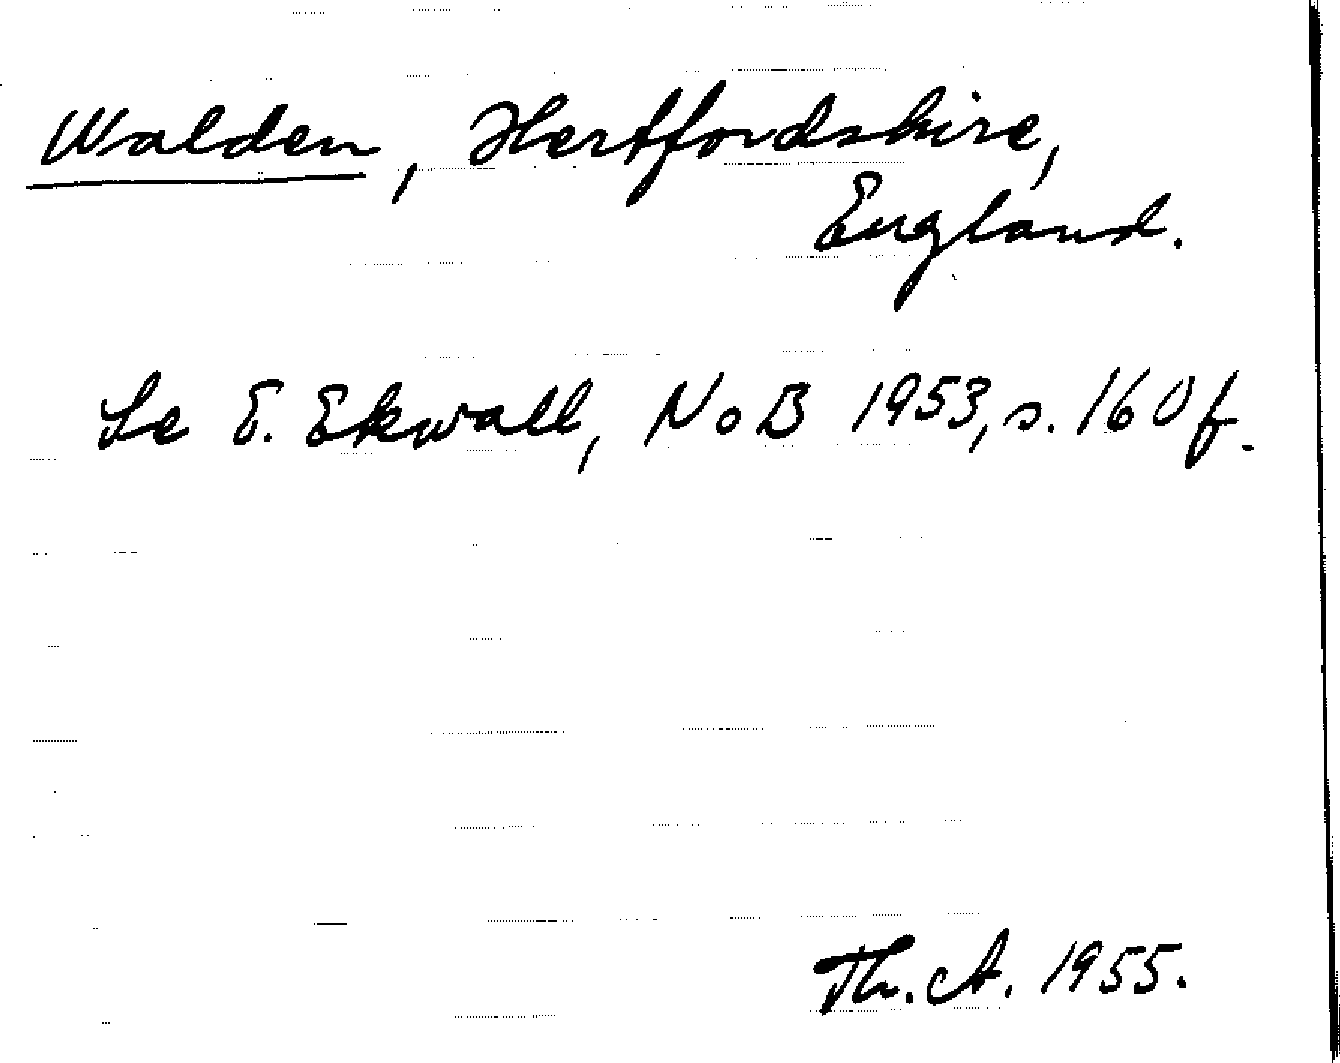 Walden, Hertfordshire,
England.
Se E. Ekwall, NoB 1953, s. 160 f.
Th. A. 1955.